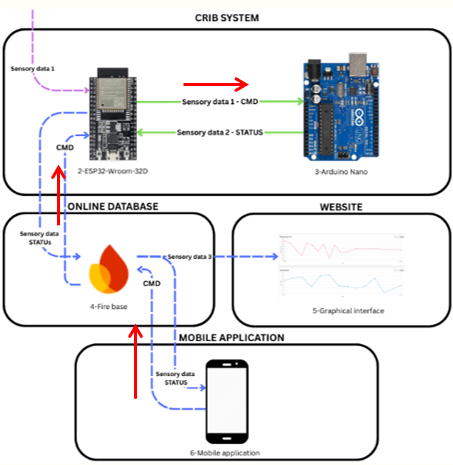 CRIB SYSTEM
Sensory data 1
Sensory data 1 - CMD
Sensory data 2 - STATUS
CMD
2-ESP32-Wroom-32D
3-Arduino Nano
ONLINE DATABASE
WEBSITE
Sensory data
STATUs
Sensory data 3
CMD
4-Fire base
5-Graphical interface
MOBILE APPLICATION
Sensory data
STATUS
6-Mobile application